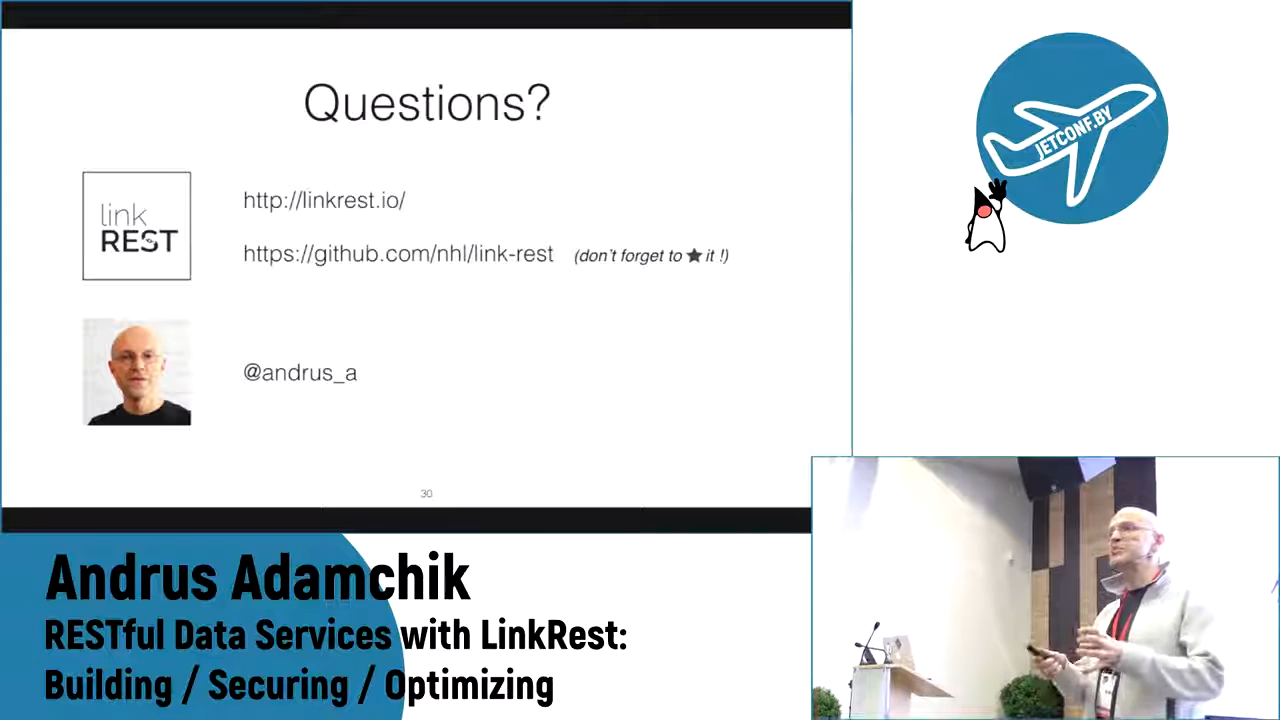 Questions?
link
REST
http://linkrest.io/
https://github.com/nhl/link-rest (don't forget to ★ it !)
@andrus_a
30
JETCONF.BY
Andrus Adamchik
RESTful Data Services with LinkRest:
Building / Securing / Optimizing